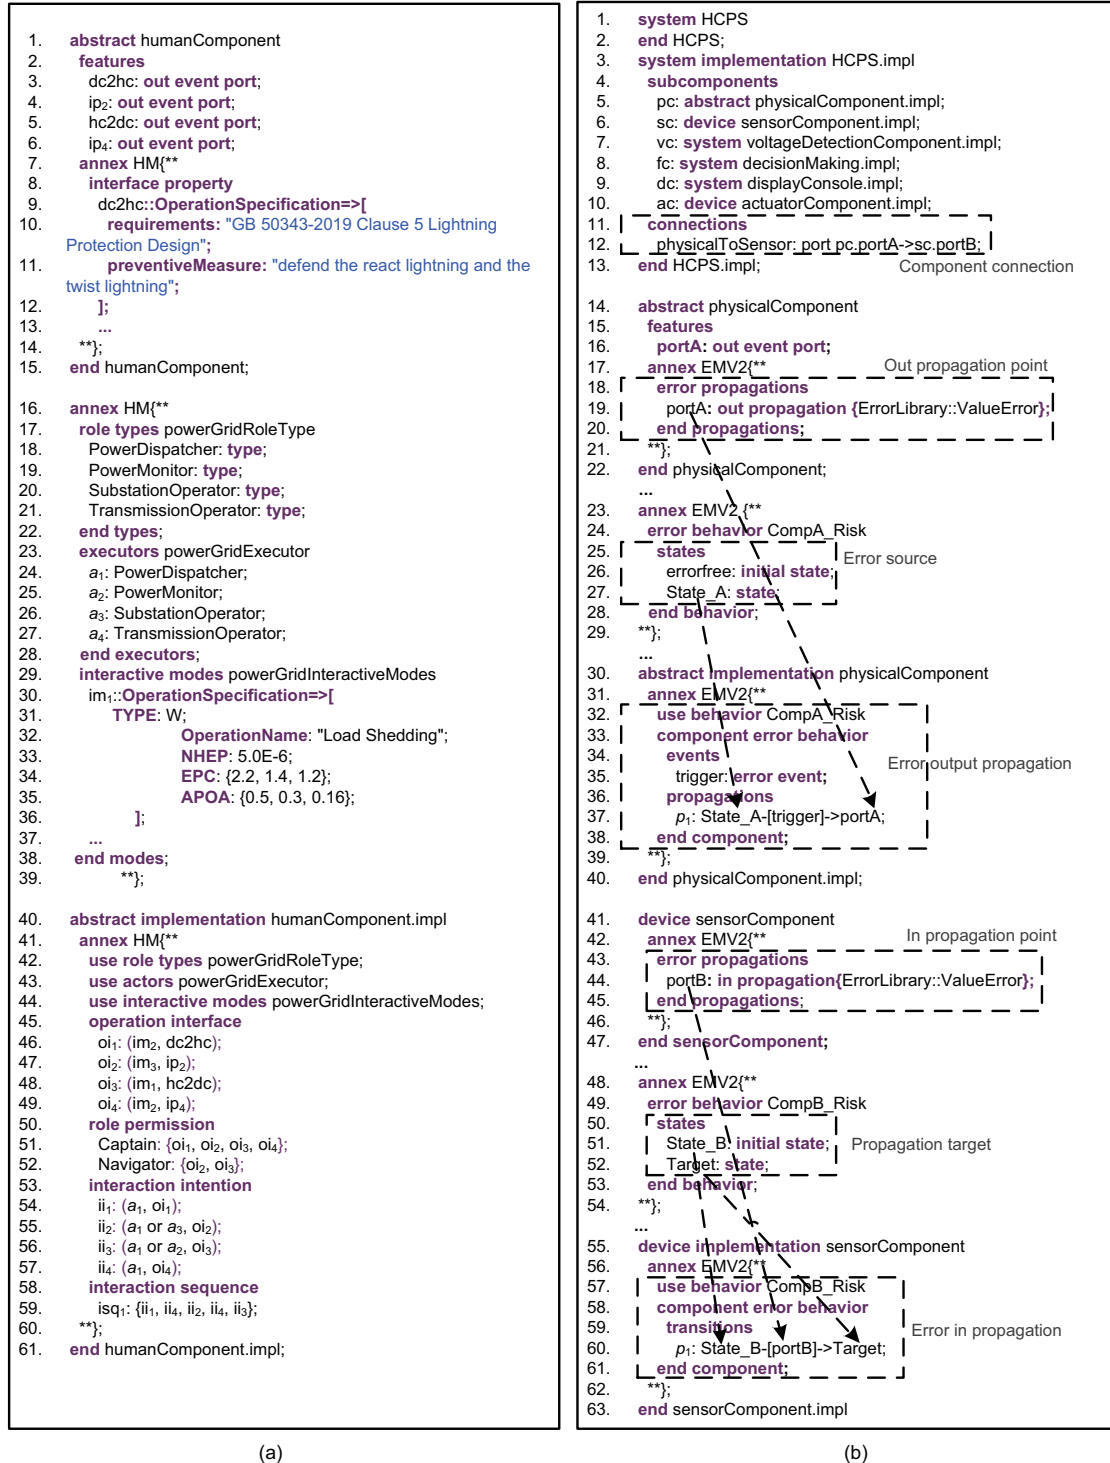 1. abstract humanComponent
2. features
3. dc2hc: out event port;
4. ip₂: out event port;
5. hc2dc: out event port;
6. ip₄: out event port;
7. annex HM{**
8. interface property
9. dc2hc::OperationSpecification=>[
10. requirements: "GB 50343-2019 Clause 5 Lightning
Protection Design";
11. preventiveMeasure: "defend the react lightning and the
twist lightning";
12. ];
13. ...
14. **};
15. end humanComponent;
16. annex HM{**
17. role types powerGridRoleType
18. PowerDispatcher: type;
19. PowerMonitor: type;
20. SubstationOperator: type;
21. TransmissionOperator: type;
22. end types;
23. executors powerGridExecutor
24. a₁: PowerDispatcher;
25. a₂: PowerMonitor;
26. a₃: SubstationOperator;
27. a₄: TransmissionOperator;
28. end executors;
29. interactive modes powerGridInteractiveModes
30. im₁::OperationSpecification=>[
31. TYPE: W;
32. OperationName: "Load Shedding";
33. NHEP: 5.0E-6;
34. EPC: {2.2, 1.4, 1.2};
35. APOA: {0.5, 0.3, 0.16};
36. ];
37. ...
38. end modes;
39. **};
40. abstract implementation humanComponent.impl
41. annex HM{**
42. use role types powerGridRoleType;
43. use actors powerGridExecutor;
44. use interactive modes powerGridInteractiveModes;
45. operation interface
46. oi₁: (im₂, dc2hc);
47. oi₂: (im₃, ip₂);
48. oi₃: (im₁, hc2dc);
49. oi₄: (im₂, ip₄);
50. role permission
51. Captain: {oi₁, oi₂, oi₃, oi₄};
52. Navigator: {oi₂, oi₃};
53. interaction intention
54. ii₁: (a₁, oi₁);
55. ii₂: (a₁ or a₃, oi₂);
56. ii₃: (a₁ or a₂, oi₃);
57. ii₄: (a₁, oi₄);
58. interaction sequence
59. isq₁: {ii₁, ii₄, ii₂, ii₄, ii₃};
60. **};
61. end humanComponent.impl;
(a)
1. system HCPS
2. end HCPS;
3. system implementation HCPS.impl
4. subcomponents
5. pc: abstract physicalComponent.impl;
6. sc: device sensorComponent.impl;
7. vc: system voltageDetectionComponent.impl;
8. fc: system decisionMaking.impl;
9. dc: system displayConsole.impl;
10. ac: device actuatorComponent.impl;
11. connections
12. physicalToSensor: port pc.portA->sc.portB;
13. end HCPS.impl;
Component connection
14. abstract physicalComponent
15. features
16. portA: out event port;
17. annex EMV2{**
Out propagation point
18. error propagations
19. portA: out propagation {ErrorLibrary::ValueError};
20. end propagations;
21. **};
22. end physicalComponent;
...
23. annex EMV2 {**
24. error behavior CompA_Risk
25. states
Error source
26. errorfree: initial state;
27. State_A: state;
28. end behavior;
29. **};
...
30. abstract implementation physicalComponent
31. annex EMV2{**
32. use behavior CompA_Risk
33. component error behavior
34. events
Error output propagation
35. trigger: error event;
36. propagations
37. p₁: State_A-[trigger]->portA;
38. end component;
39. **};
40. end physicalComponent.impl;
41. device sensorComponent
42. annex EMV2{**
In propagation point
43. error propagations
44. portB: in propagation{ErrorLibrary::ValueError};
45. end propagations;
46. **};
47. end sensorComponent;
...
48. annex EMV2{**
49. error behavior CompB_Risk
50. states
51. State_B: initial state;
Propagation target
52. Target: state;
53. end behavior;
54. **};
...
55. device implementation sensorComponent
56. annex EMV2{**
57. use behavior CompB_Risk
58. component error behavior
59. transitions
Error in propagation
60. p₁: State_B-[portB]->Target;
61. end component;
62. **};
63. end sensorComponent.impl
(b)